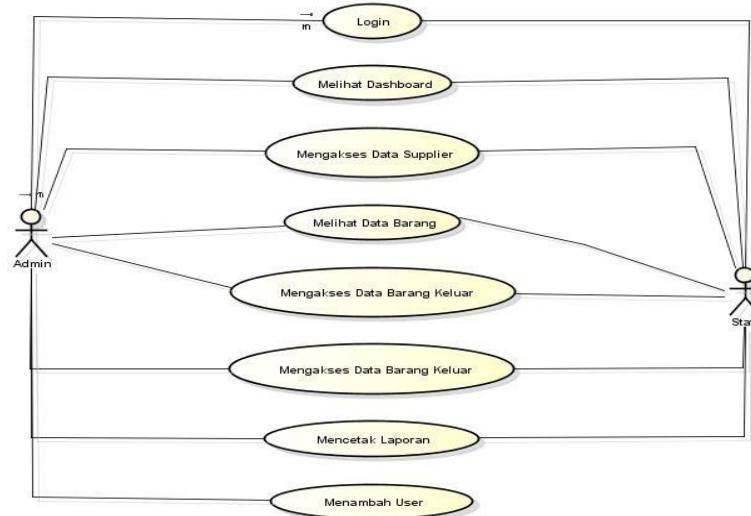 Login
Melihat Dashboard
Mengakses Data Supplier
Melihat Data Barang
Admin
Mengakses Data Barang Keluar
Sta
Mengakses Data Barang Keluar
Mencetak Laporan
Menambah User